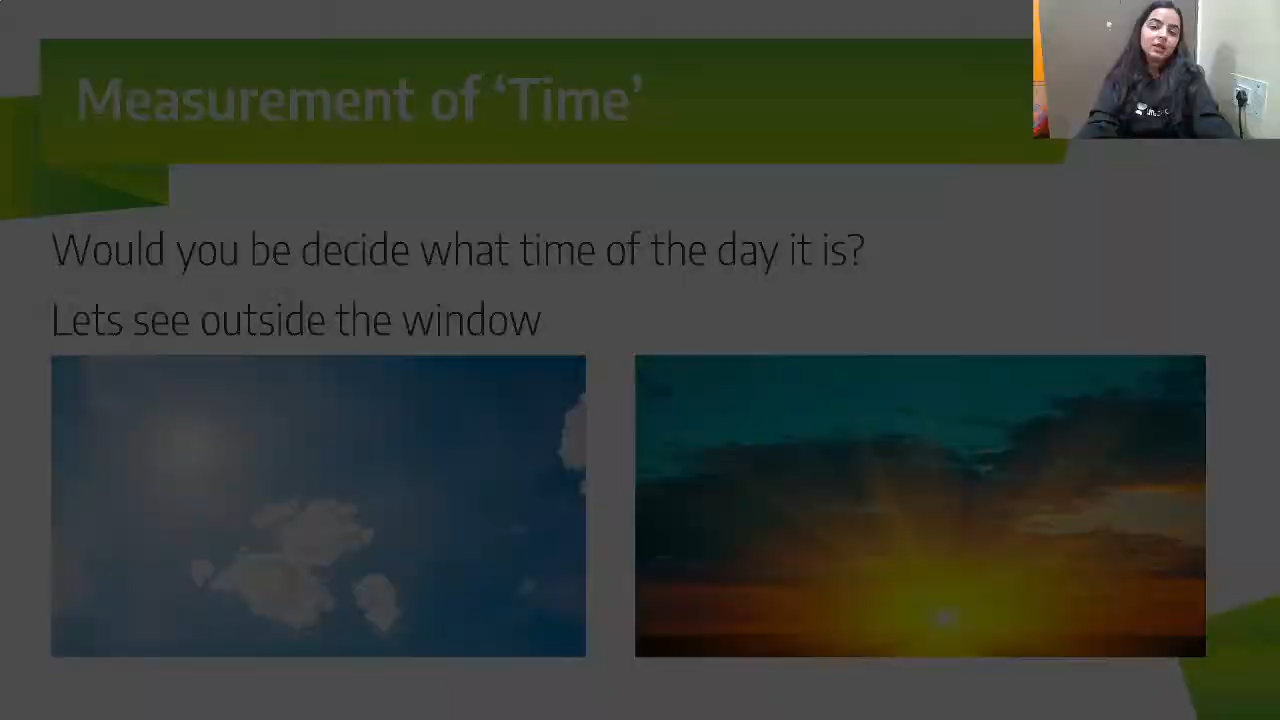 Measurement of ‘Time’
Would you be decide what time of the day it is?
Lets see outside the window